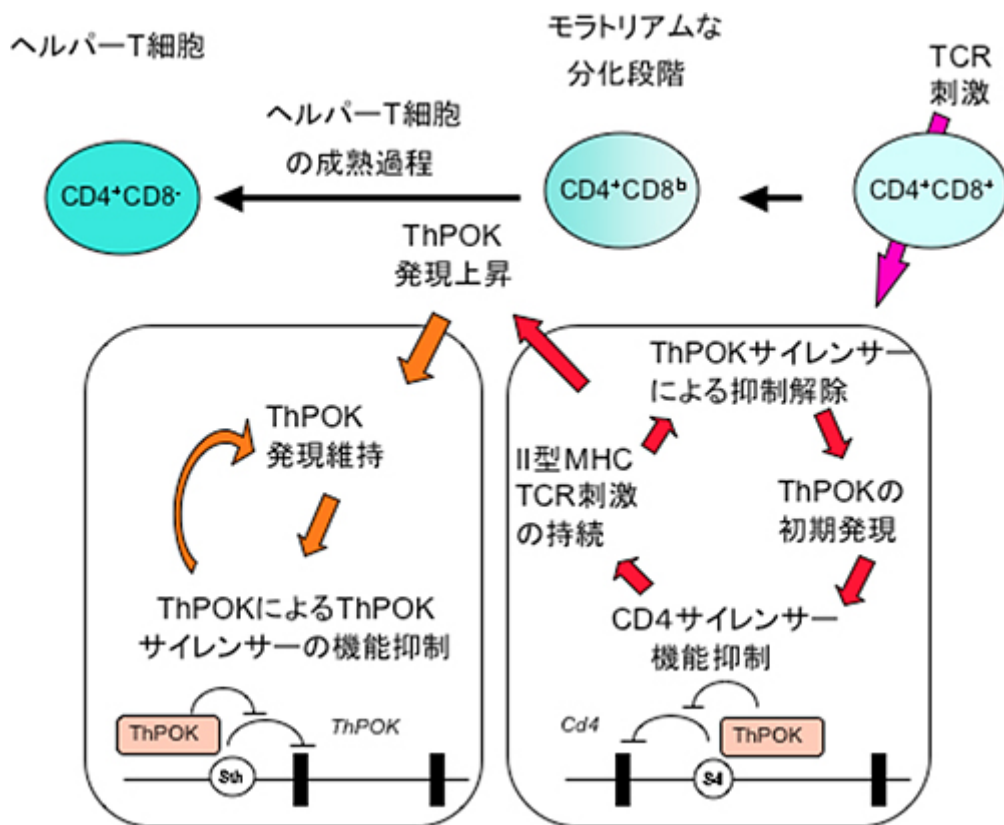 ヘルパーT細胞
モラトリアムな
分化段階
TCR
刺激
ヘルパーT細胞
の成熟過程
CD4⁺CD8⁻
CD4⁺CD8ᵇ
CD4⁺CD8⁺
ThPOK
発現上昇
ThPOK
発現維持
ThPOKによるThPOK
サイレンサーの機能抑制
ThPOK
ThPOK
Sth
ThPOKサイレンサー
による抑制解除
II型MHC
TCR刺激
の持続
ThPOKの
初期発現
CD4サイレンサー
機能抑制
Cd4
ThPOK
S4